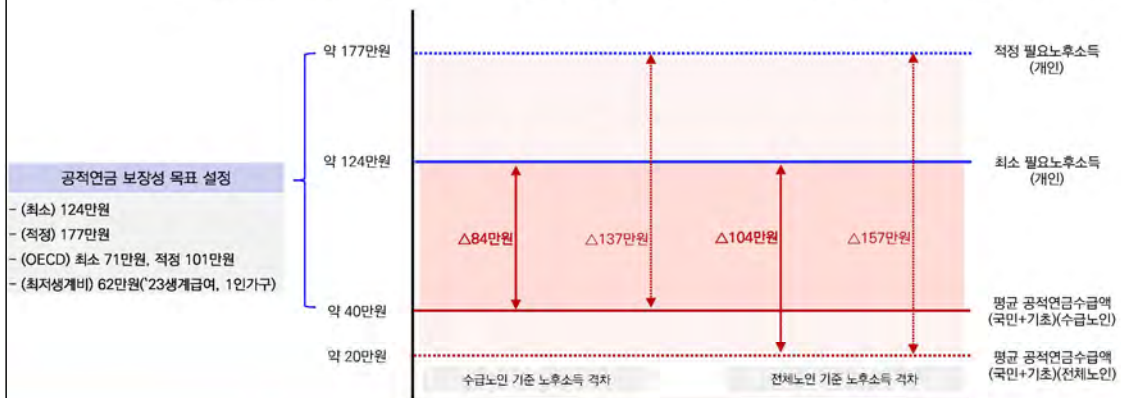 약 177만원
적정 필요노후소득
(개인)
약 124만원
최소 필요노후소득
(개인)
공적연금 보장성 목표 설정
- (최소) 124만원
- (적정) 177만원
- (OECD) 최소 71만원, 적정 101만원
- (최저생계비) 62만원(‘23생계급여, 1인가구)
△84만원
△137만원
△104만원
△157만원
약 40만원
평균 공적연금수급액
(국민+기초)(수급노인)
약 20만원
평균 공적연금수급액
(국민+기초)(전체노인)
수급노인 기준 노후소득 격차
전체노인 기준 노후소득 격차